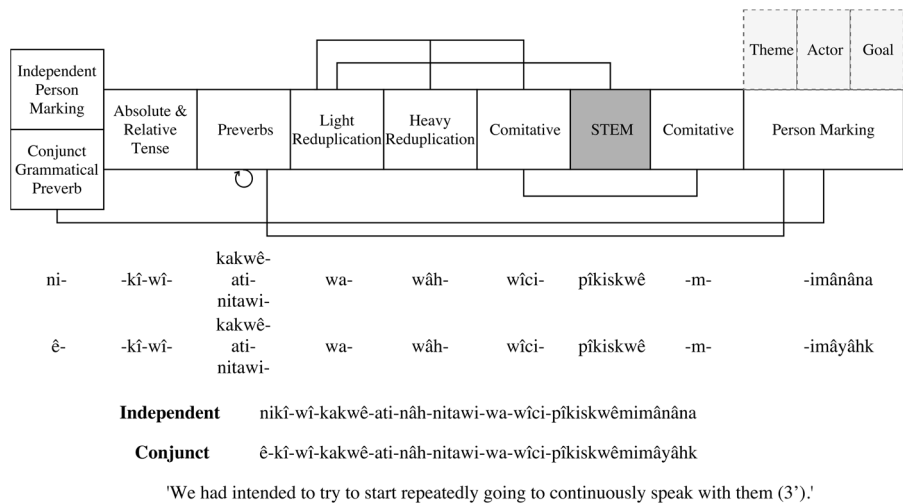 Theme Actor Goal
Independent
Person
Marking
Conjunct
Grammatical
Preverb
Absolute &
Relative
Tense
Preverbs
Light
Reduplication
Heavy
Reduplication
Comitative
STEM
Comitative
Person Marking
kakwê-
ni- -kî-wî- ati- wa- wâh- wîci- pîkiskwê -m- -imânâna
nitawi-
kakwê-
ê- -kî-wî- ati- wa- wâh- wîci- pîkiskwê -m- -imâyâhk
nitawi-
Independent nikî-wî-kakwê-ati-nâh-nitawi-wa-wîci-pîkiskwêmimânâna
Conjunct ê-kî-wî-kakwê-ati-nâh-nitawi-wa-wîci-pîkiskwêmimâyâhk
'We had intended to try to start repeatedly going to continuously speak with them (3’).'